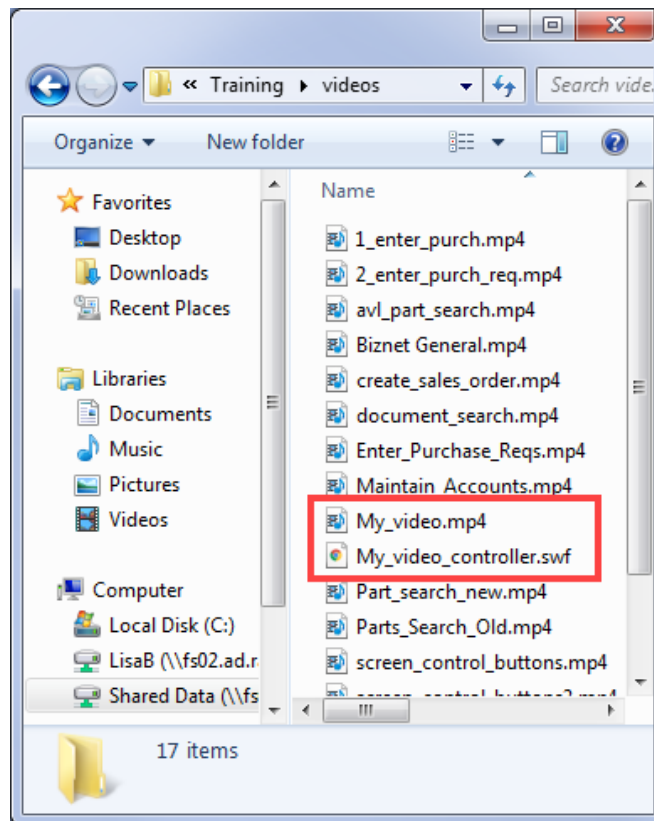 « Training videos
Search vide
Organize New folder
Name
Favorites
Desktop
Downloads
Recent Places
Libraries
Documents
Music
Pictures
Videos
Computer
Local Disk (C:)
LisaB (\\fs02.ad.r
Shared Data (\\fs
1_enter_purch.mp4
2_enter_purch_req.mp4
avl_part_search.mp4
Biznet General.mp4
create_sales_order.mp4
document_search.mp4
Enter_Purchase_Reqs.mp4
Maintain_Accounts.mp4
My_video.mp4
My_video_controller.swf
Part_search_new.mp4
Parts_Search_Old.mp4
screen_control_buttons.mp4
17 items